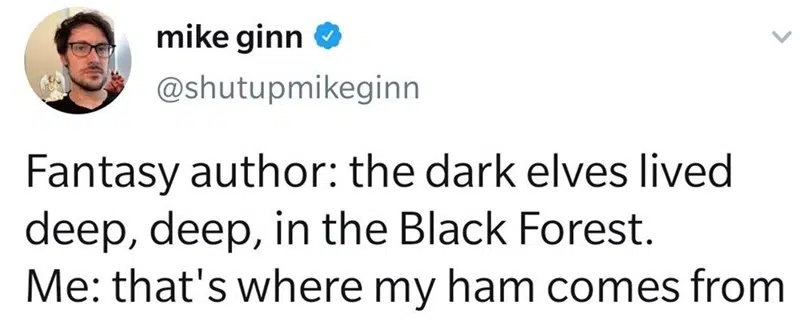 mike ginn
@shutupmikeginn
Fantasy author: the dark elves lived
deep, deep, in the Black Forest.
Me: that's where my ham comes from